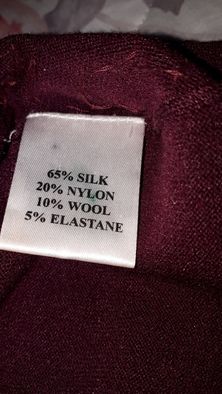 65% SILK
20% NYLON
10% WOOL
5% ELASTANE